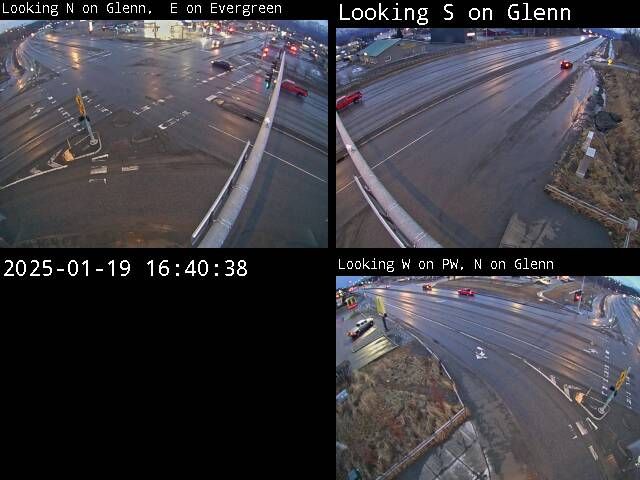 Looking N on Glenn,  E on Evergreen
Looking S on Glenn
2025-01-19 16:40:38
Looking W on PW, N on Glenn